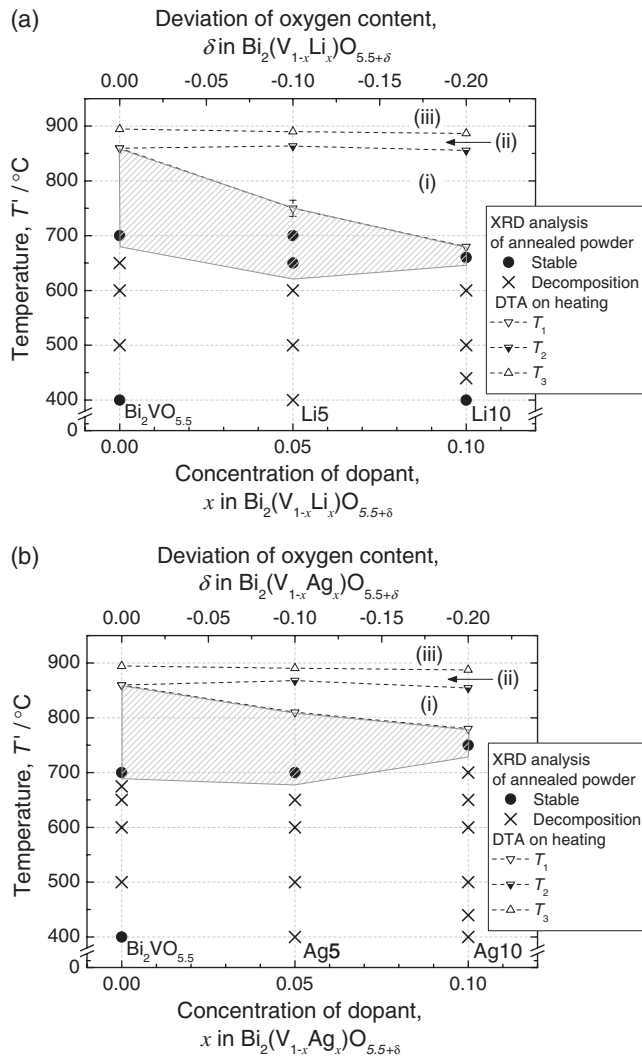 (a)
Deviation of oxygen content,
δ in Bi₂(V₁₋ₓLiₓ)O₅.₅₊δ
0.00 -0.05 -0.10 -0.15 -0.20
(iii)
900
(ii)
(i)
800
700
600
500
400
0
Temperature, T' /°C
XRD analysis
of annealed powder
Stable
Decomposition
DTA on heating
T₁
T₂
T₃
Bi₂VO₅.₅ Li5 Li10
0.00 0.05 0.10
Concentration of dopant,
x in Bi₂(V₁₋ₓLiₓ)O₅.₅₊δ
(b)
Deviation of oxygen content,
δ in Bi₂(V₁₋ₓAgₓ)O₅.₅₊δ
0.00 -0.05 -0.10 -0.15 -0.20
(iii)
900
(ii)
(i)
800
700
600
500
400
0
Temperature, T' /°C
XRD analysis
of annealed powder
Stable
Decomposition
DTA on heating
T₁
T₂
T₃
Bi₂VO₅.₅ Ag5 Ag10
0.00 0.05 0.10
Concentration of dopant,
x in Bi₂(V₁₋ₓAgₓ)O₅.₅₊δ